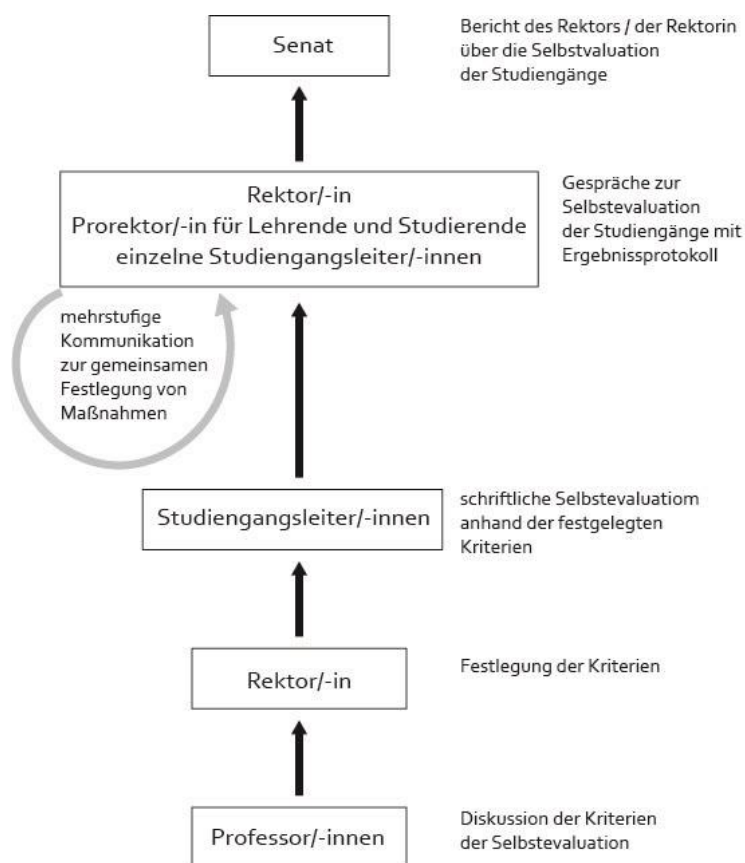 Senat
Bericht des Rektors / der Rektorin
über die Selbstvaluation
der Studiengänge
Rektor/-in
Prorektor/-in für Lehrende und Studierende
einzelne Studiengangsleiter/-innen
Gespräche zur
Selbstevaluation
der Studiengänge mit
Ergebnissprotokoll
mehrstufige
Kommunikation
zur gemeinsamen
Festlegung von
Maßnahmen
Studiengangsleiter/-innen
schriftliche Selbstevaluatiom
anhand der festgelegten
Kriterien
Rektor/-in
Festlegung der Kriterien
Professor/-innen
Diskussion der Kriterien
der Selbstevaluation